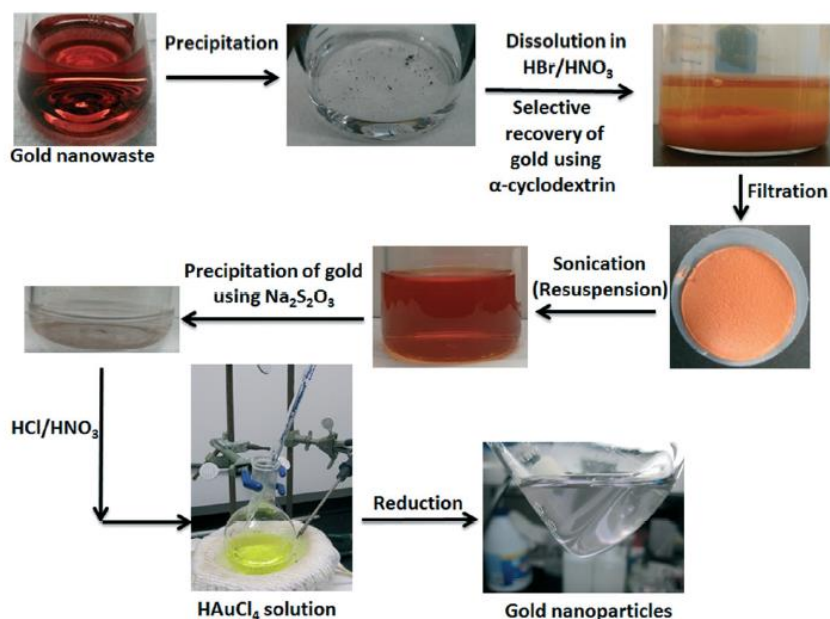 Precipitation
Gold nanowaste
Dissolution in
HBr/HNO₃
Selective
recovery of
gold using
α-cyclodextrin
Filtration
Sonication
(Resuspension)
Precipitation of gold
using Na₂S₂O₃
HCl/HNO₃
HAuCl₄ solution
Reduction
Gold nanoparticles